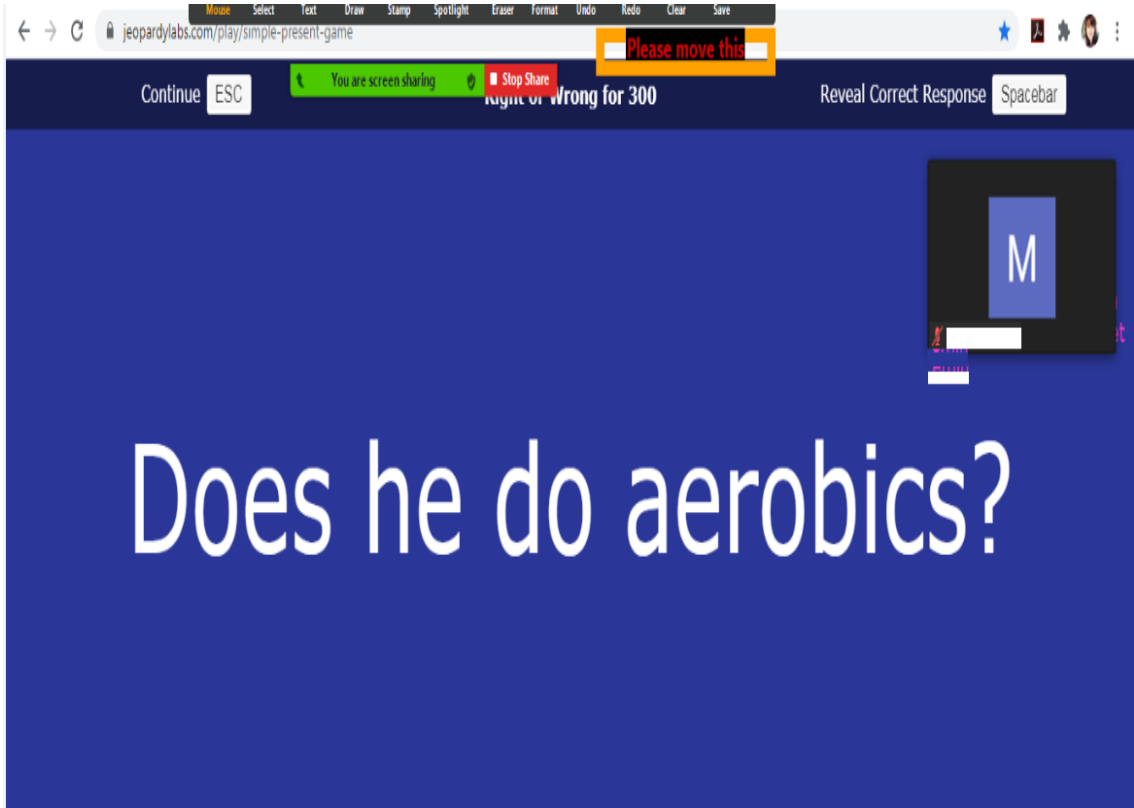 Mouse Select Text Draw Stamp Spotlight Eraser Format Undo Redo Clear Save
jeopardylabs.com/play/simple-present-game
Please move this
You are screen sharing Stop Share
Continue ESC
Right or Wrong for 300
Reveal Correct Response Spacebar
M
Does he do aerobics?